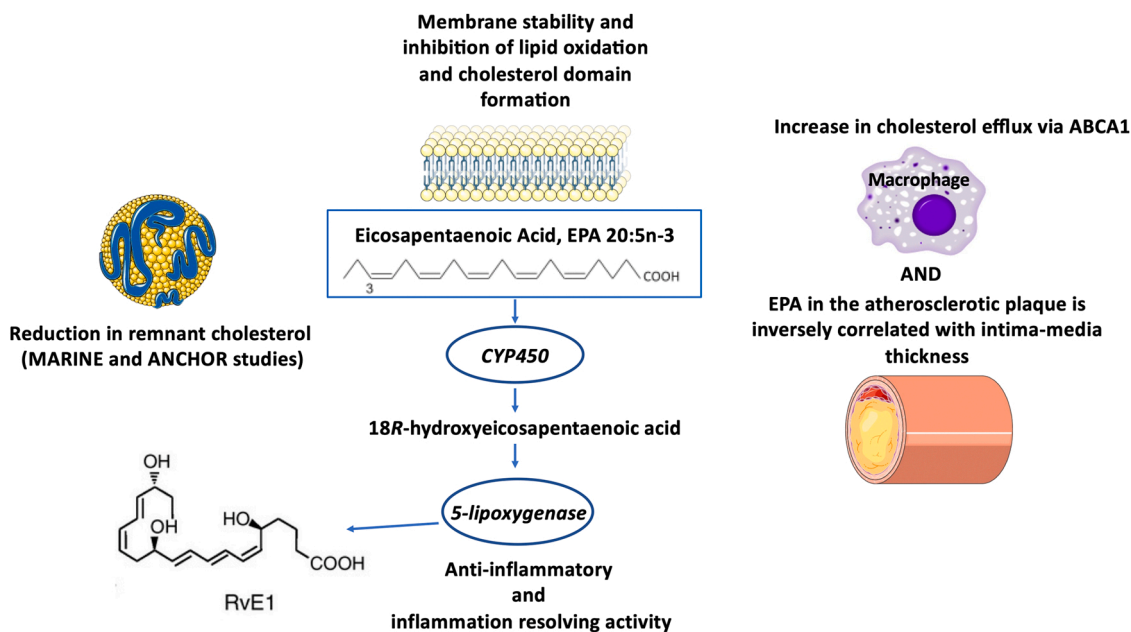 Membrane stability and
inhibition of lipid oxidation
and cholesterol domain
formation
Increase in cholesterol efflux via ABCA1
Macrophage
AND
EPA in the atherosclerotic plaque is
inversely correlated with intima-media
thickness
Reduction in remnant cholesterol
(MARINE and ANCHOR studies)
Eicosapentaenoic Acid, EPA 20:5n-3
COOH
3
CYP450
18R-hydroxyeicosapentaenoic acid
5-lipoxygenase
OH
OH
HO
COOH
RvE1
Anti-inflammatory
and
inflammation resolving activity